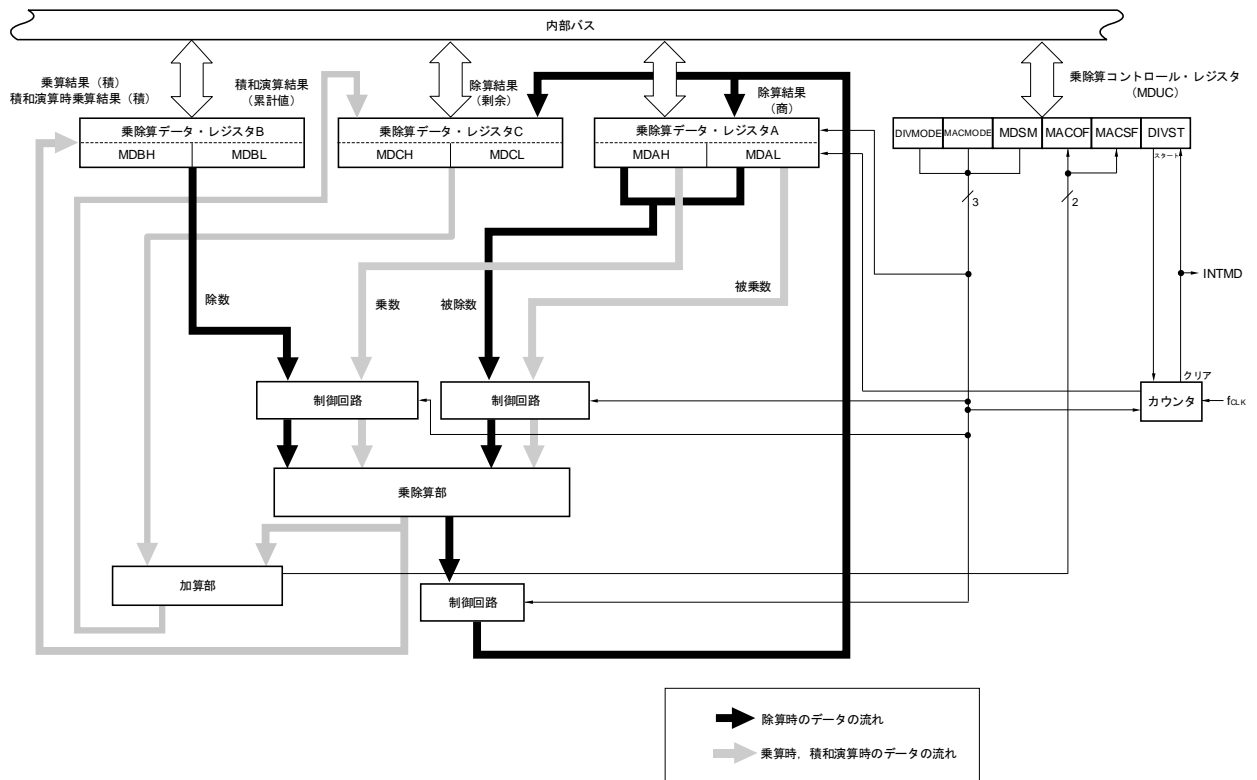 内部バス
乗算結果（積）
積和演算時乗算結果（積）
積和演算結果
（累計値）
除算結果
（剰余）
除算結果
（商）
乗除算コントロール・レジスタ
(MDUC)
乗除算データ・レジスタB
MDBH
MDBL
乗除算データ・レジスタC
MDCH
MDCL
乗除算データ・レジスタA
MDAH
MDAL
DIVMODE
MACMODE
MDSM
MACOF
MACSF
DIVST
スタート
3
2
INTMD
除数
乗数
被除数
被乗数
クリア
制御回路
制御回路
カウンタ
fCLK
乗除算部
加算部
制御回路
除算時のデータの流れ
乗算時，積和演算時のデータの流れ